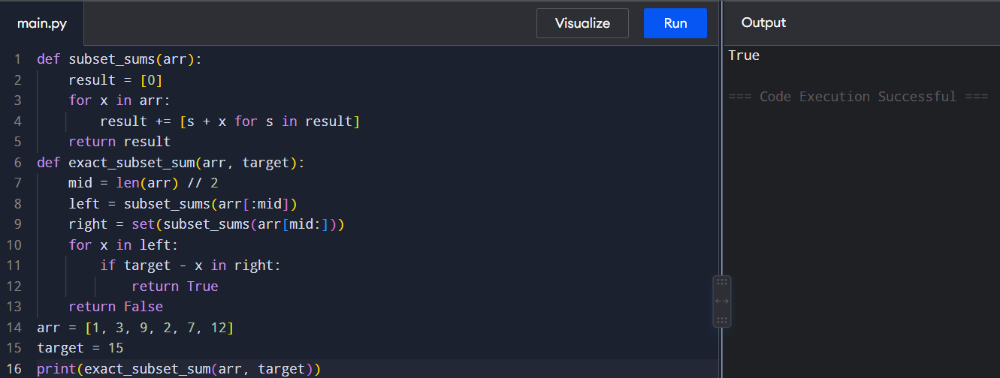 main.py
Visualize
Run
Output
1 def subset_sums(arr):
2     result = [0]
3     for x in arr:
4         result += [s + x for s in result]
5     return result
6 def exact_subset_sum(arr, target):
7     mid = len(arr) // 2
8     left = subset_sums(arr[:mid])
9     right = set(subset_sums(arr[mid:]))
10     for x in left:
11         if target - x in right:
12             return True
13     return False
14 arr = [1, 3, 9, 2, 7, 12]
15 target = 15
16 print(exact_subset_sum(arr, target))
True
=== Code Execution Successful ===